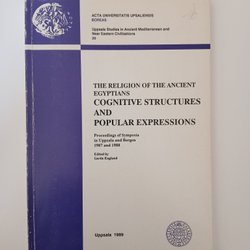 ACTA UNIVERSITATIS UPSALIENSIS
BOREAS
Uppsala Studies in Ancient Mediterranean and
Near Eastern Civilizations
20
THE RELIGION OF THE ANCIENT
EGYPTIANS
COGNITIVE STRUCTURES
AND
POPULAR EXPRESSIONS
Proceedings of Symposia
in Uppsala and Bergen
1987 and 1988
Edited by
Gertie Englund
Uppsala 1989